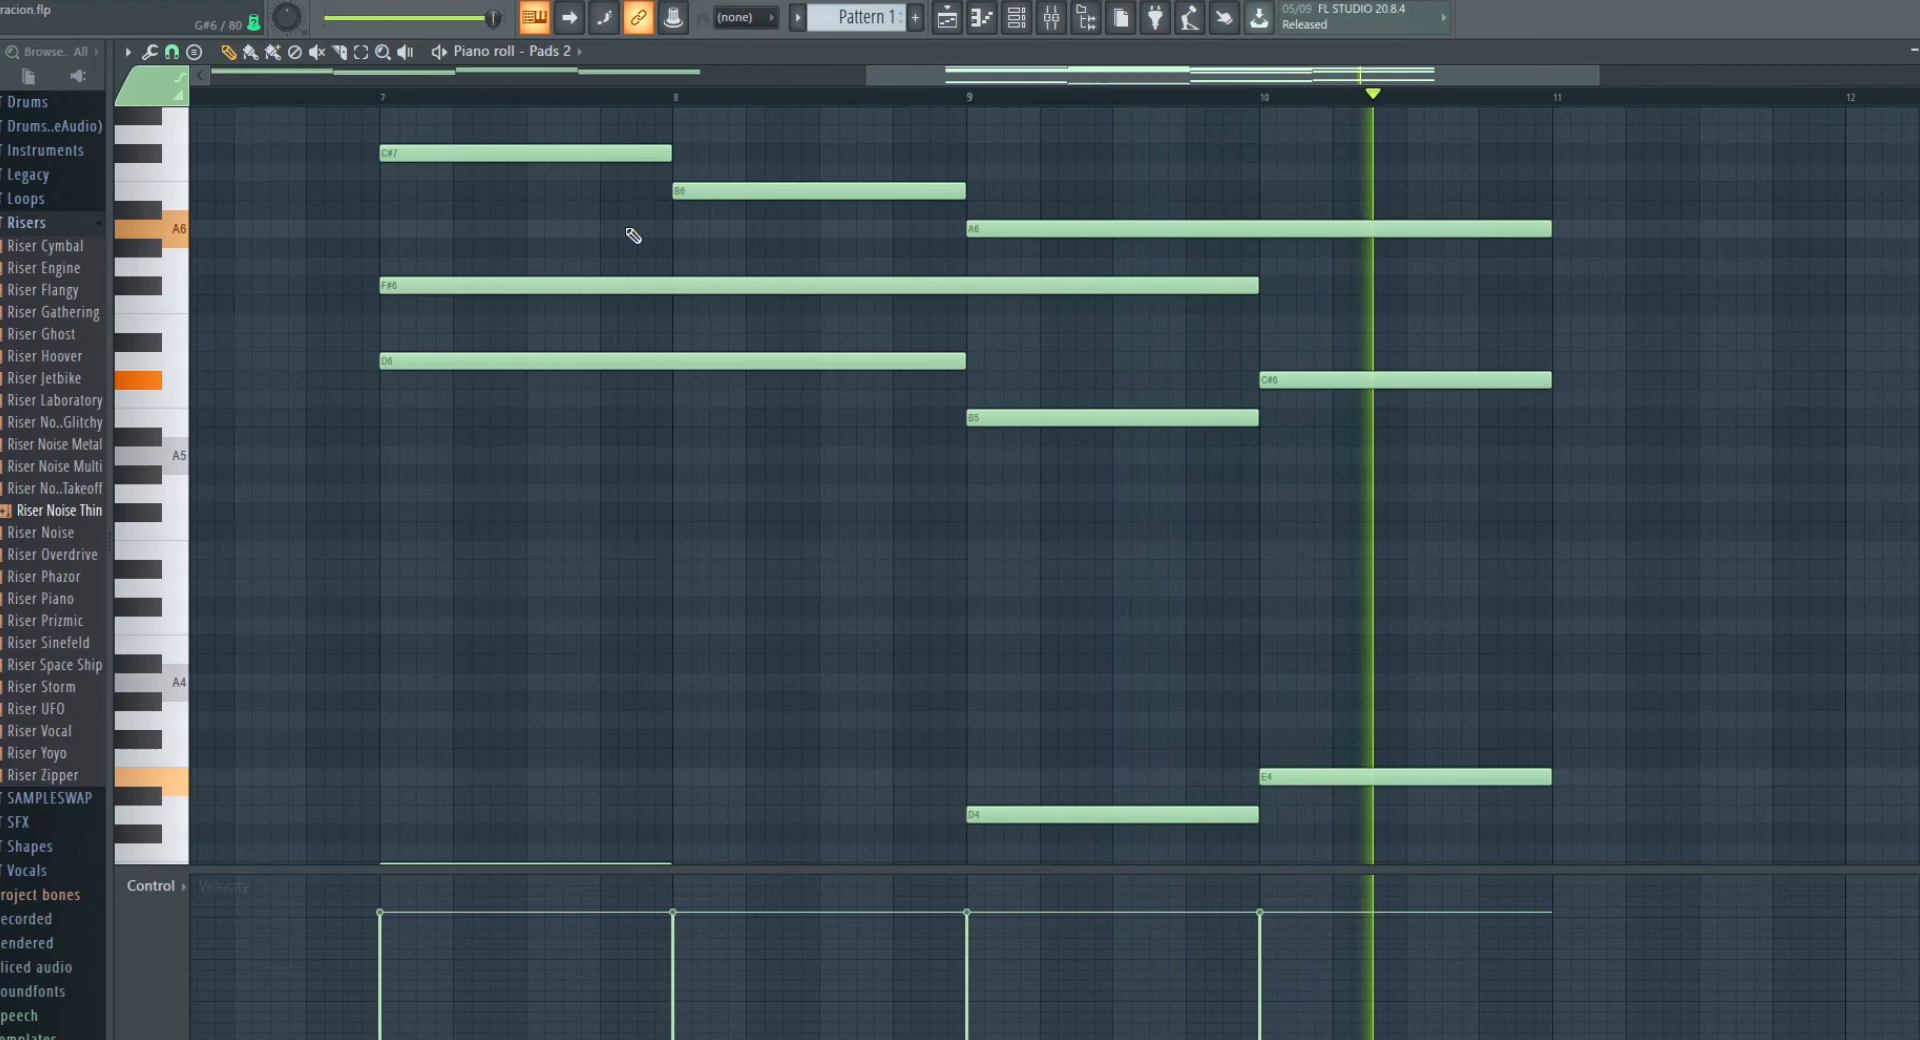 racion.flp
G#6 / 80
(none)
Pattern 1
+
05/09 FL STUDIO 20.8.4
Released
Browse.. All
Piano roll - Pads 2
7 8 9 10 11 12
Drums
Drums..eAudio)
Instruments
Legacy
Loops
Risers
Riser Cymbal
Riser Engine
Riser Flangy
Riser Gathering
Riser Ghost
Riser Hoover
Riser Jetbike
Riser Laboratory
Riser No..Glitchy
Riser Noise Metal
Riser Noise Multi
Riser No..Takeoff
Riser Noise Thin
Riser Noise
Riser Overdrive
Riser Phazor
Riser Piano
Riser Prizmic
Riser Sinefeld
Riser Space Ship
Riser Storm
Riser UFO
Riser Vocal
Riser Yoyo
Riser Zipper
SAMPLESWAP
SFX
Shapes
Vocals
roject bones
ecorded
endered
liced audio
oundfonts
peech
emplates
A6
A5
A4
C#7
B6
A6
F#6
D6
C#6
B5
E4
D4
Control
Velocity